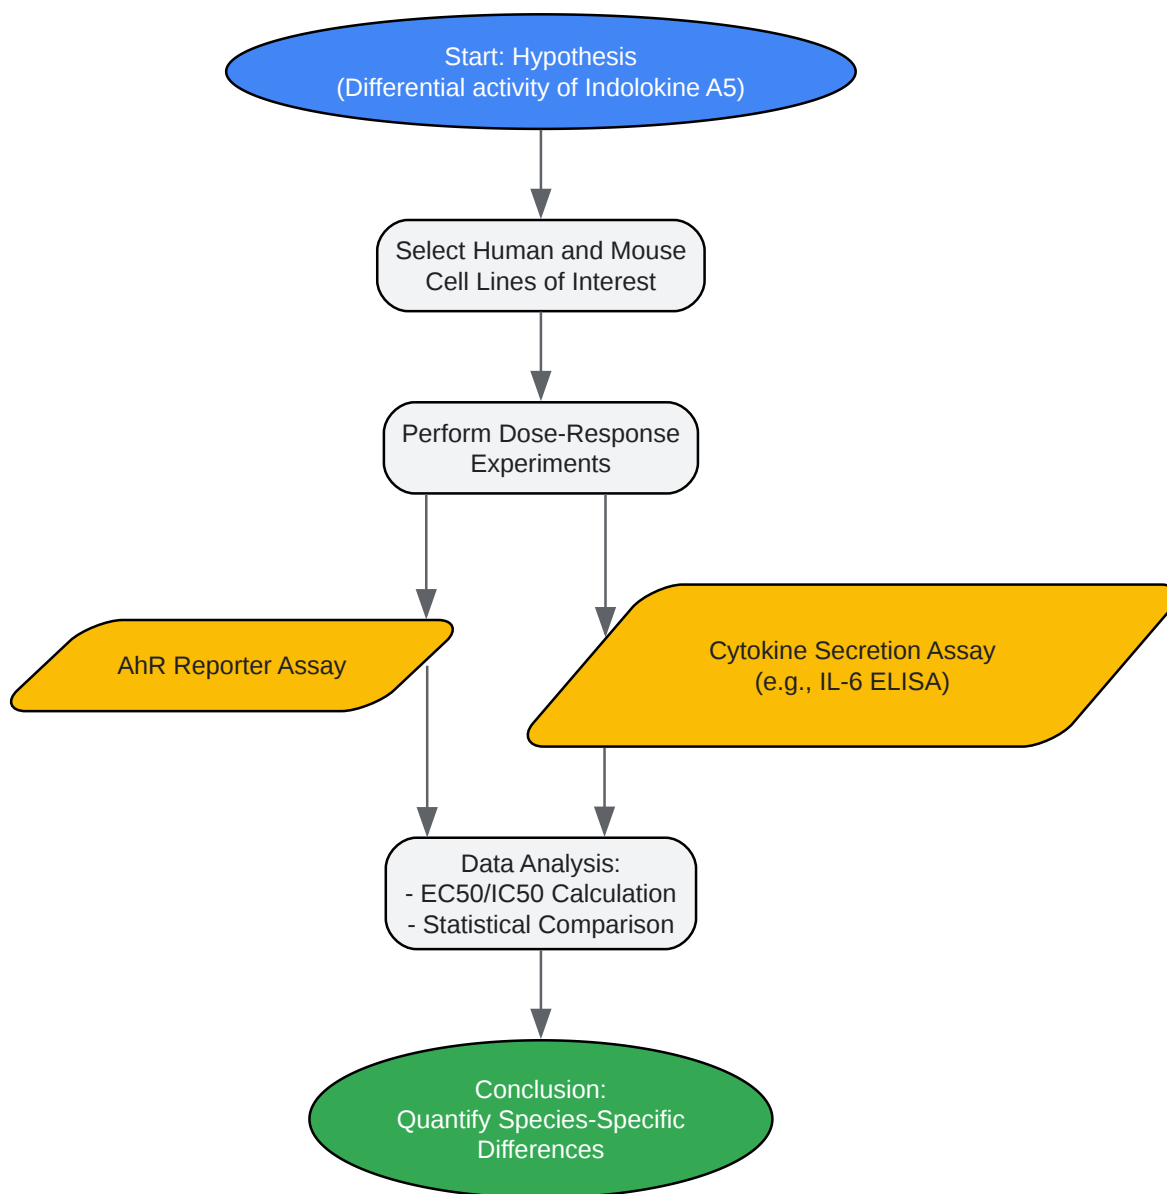 Start: Hypothesis
(Differential activity of Indolokine A5)
Select Human and Mouse
Cell Lines of Interest
Perform Dose-Response
Experiments
AhR Reporter Assay
Cytokine Secretion Assay
(e.g., IL-6 ELISA)
Data Analysis:
- EC50/IC50 Calculation
- Statistical Comparison
Conclusion:
Quantify Species-Specific
Differences